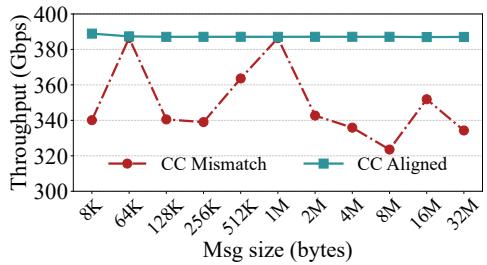 Throughput (Gbps)
400
380
360
340
320
300
CC Mismatch
CC Aligned
8K
64K
128K
256K
512K
1M
2M
4M
8M
16M
32M
Msg size (bytes)